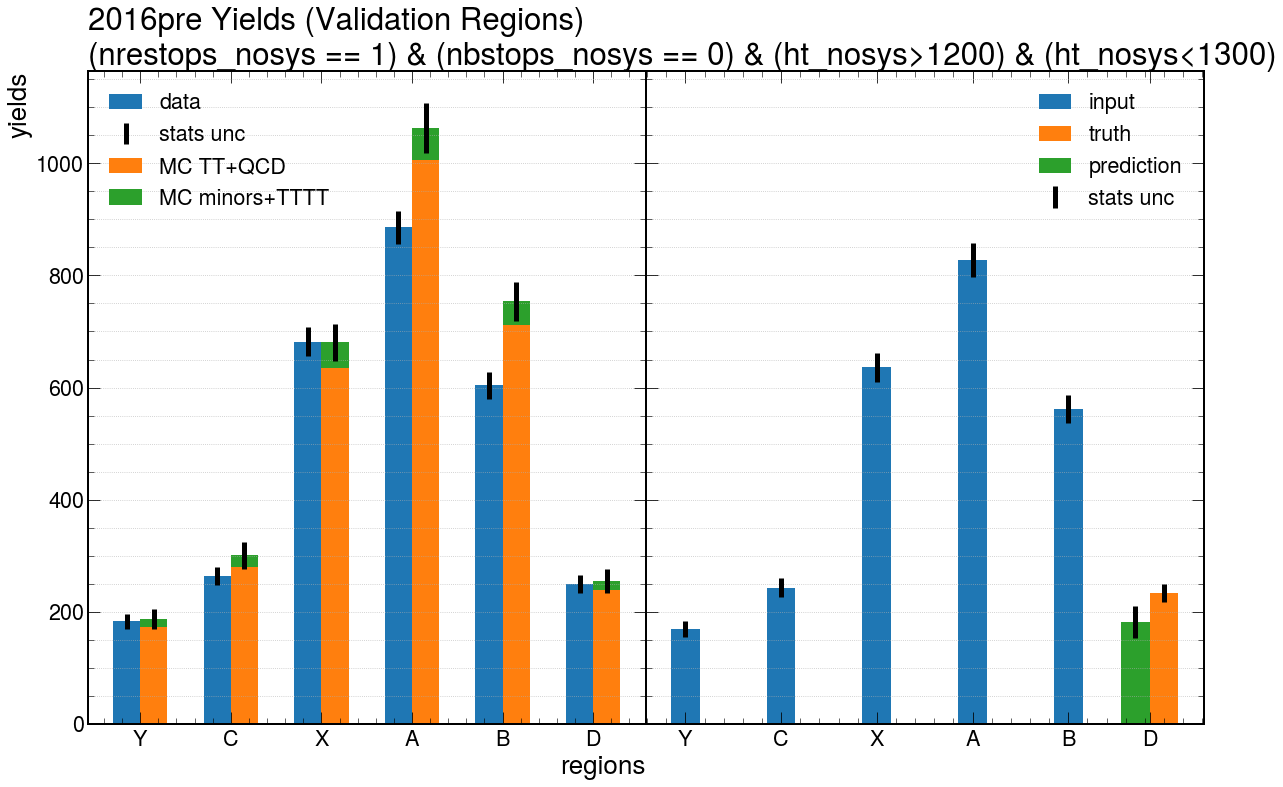 2016pre Yields (Validation Regions)
(nrestops_nosys == 1) & (nbstops_nosys == 0) & (ht_nosys>1200) & (ht_nosys<1300)
yields
data
stats unc
MC TT+QCD
MC minors+TTTT
input
truth
prediction
stats unc
1000
800
600
400
200
0
Y C X A B D
Y C X A B D
regions